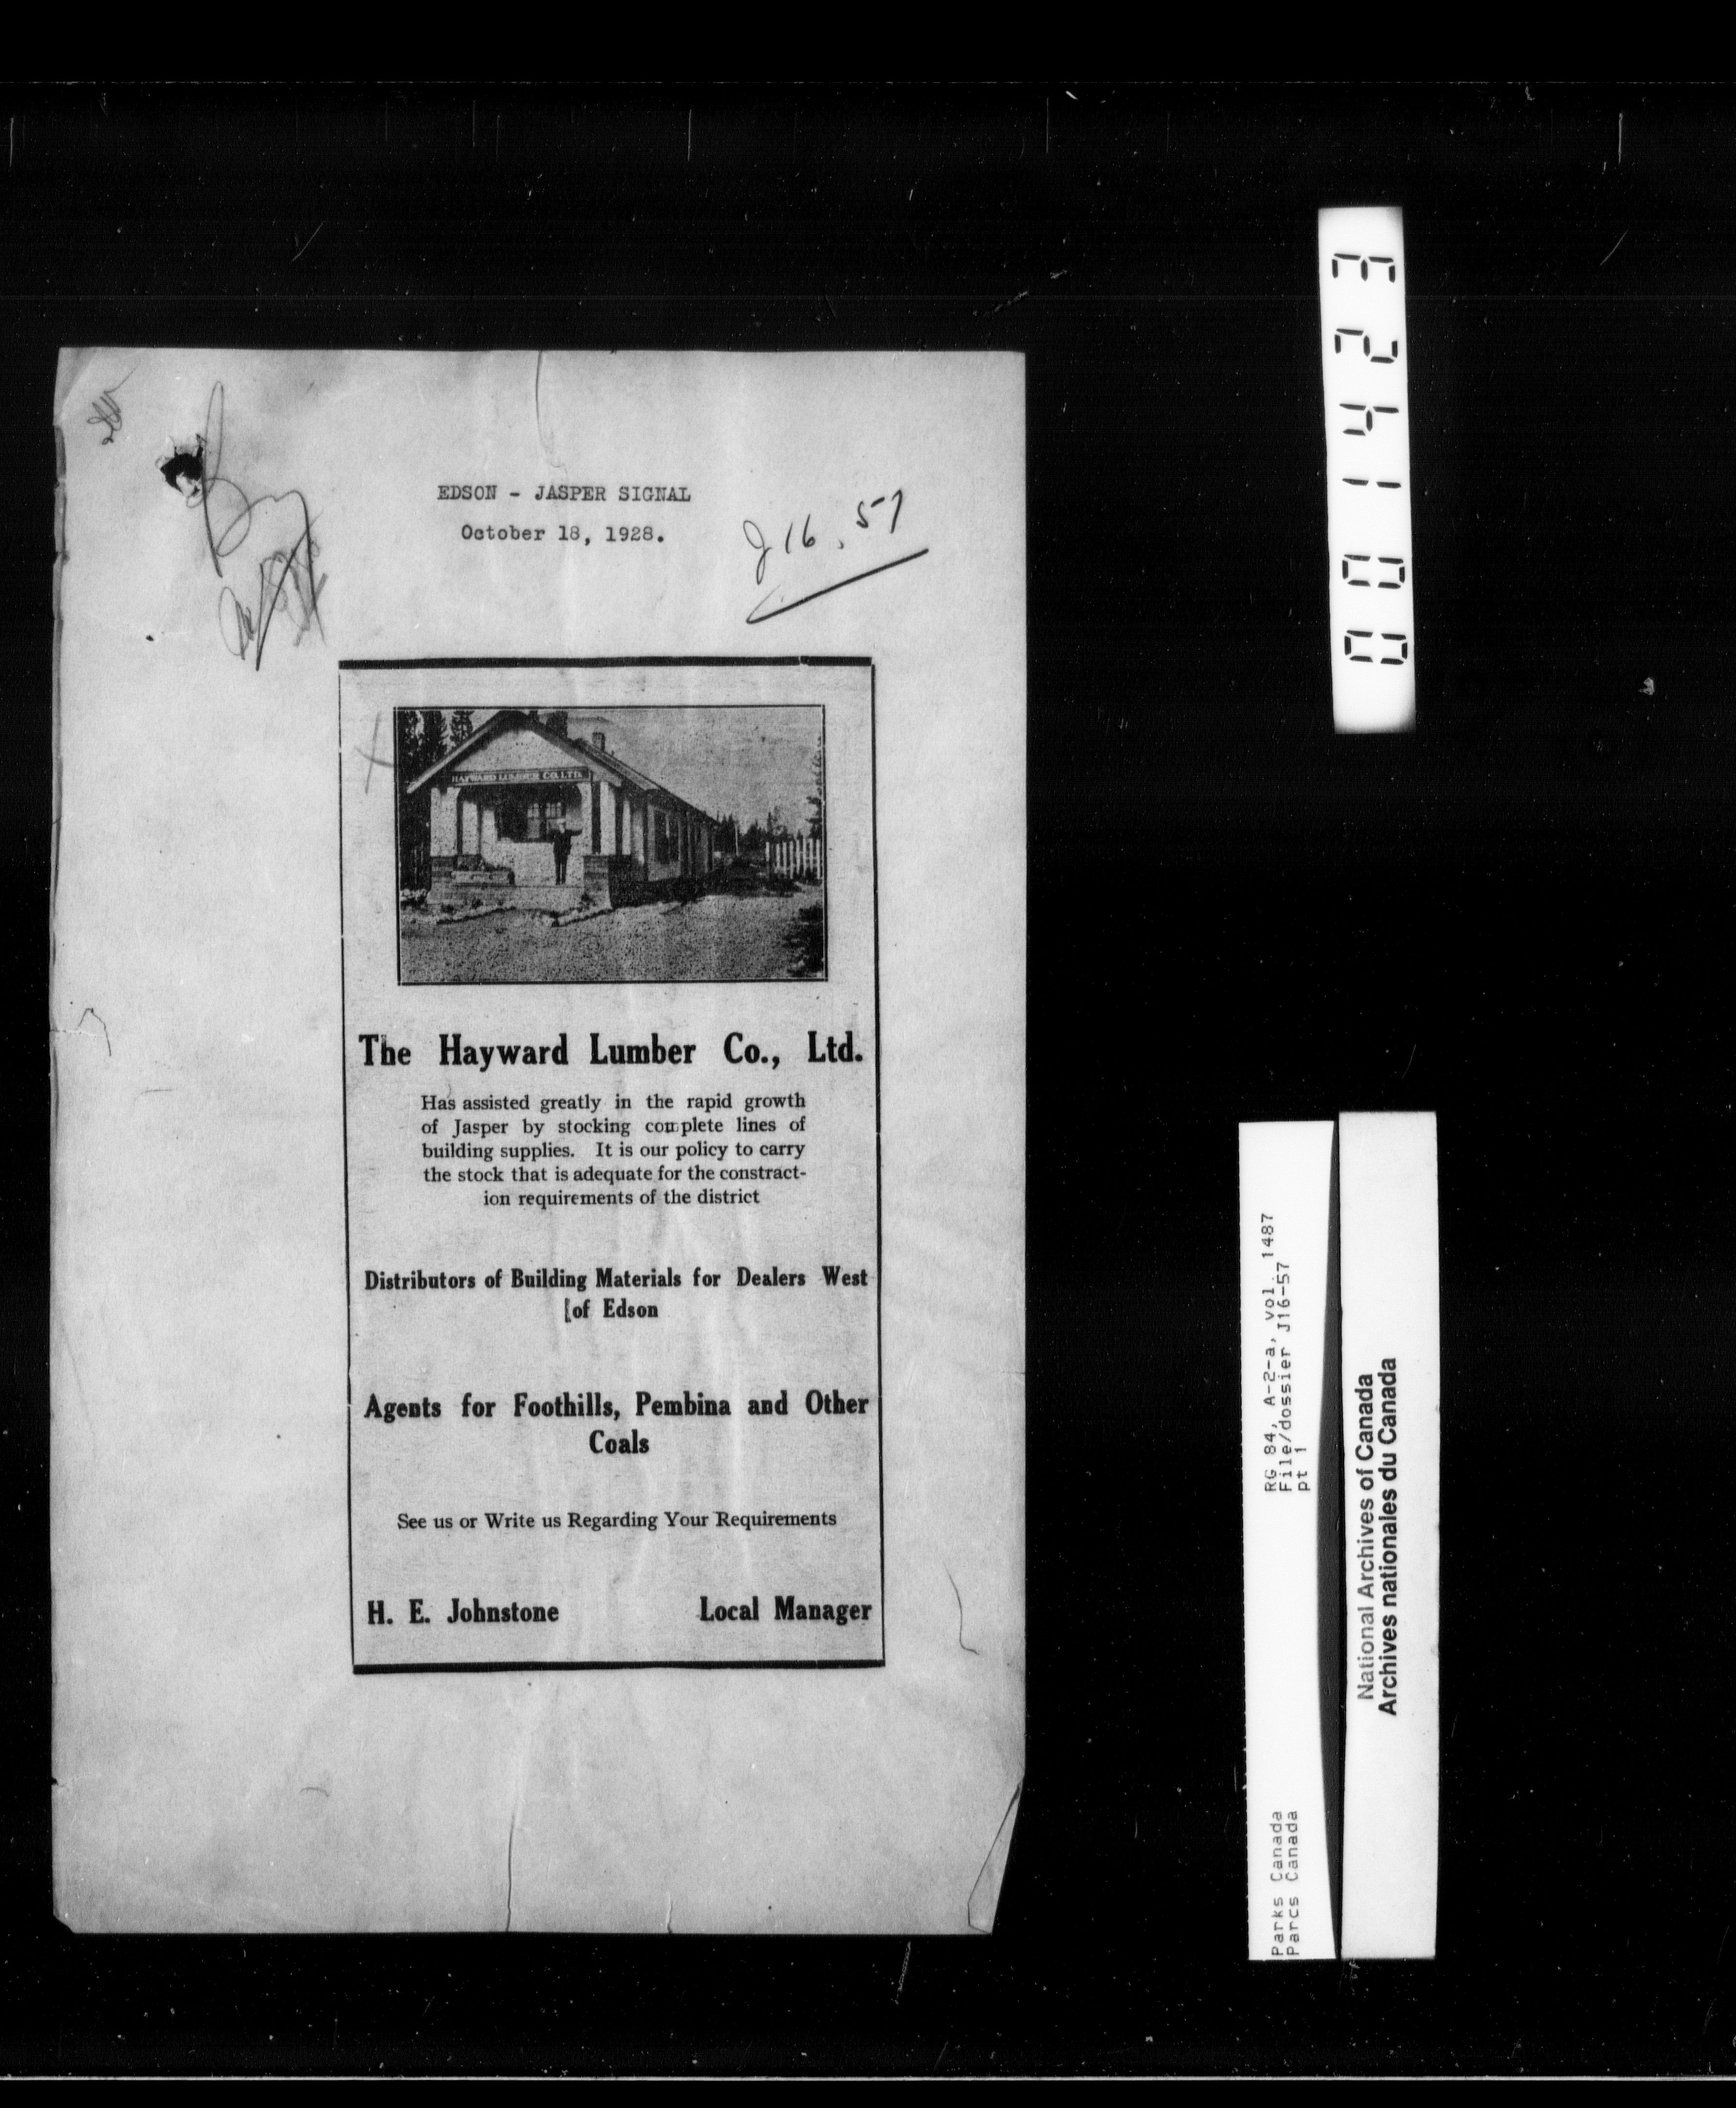 EDSON - JASPER SIGNAL
October 18, 1928.
J16.57
HAYWARD LUMBER CO. LTD.
The Hayward Lumber Co., Ltd.
Has assisted greatly in the rapid growth
of Jasper by stocking complete lines of
building supplies. It is our policy to carry
the stock that is adequate for the constract-
ion requirements of the district
Distributors of Building Materials for Dealers West
[of Edson
Agents for Foothills, Pembina and Other
Coals
See us or Write us Regarding Your Requirements
H. E. Johnstone Local Manager
001423
RG 84, A-2-a, vol. 1487
File/dossier J16-57
pt 1
Parks Canada
Parcs Canada
National Archives of Canada
Archives nationales du Canada